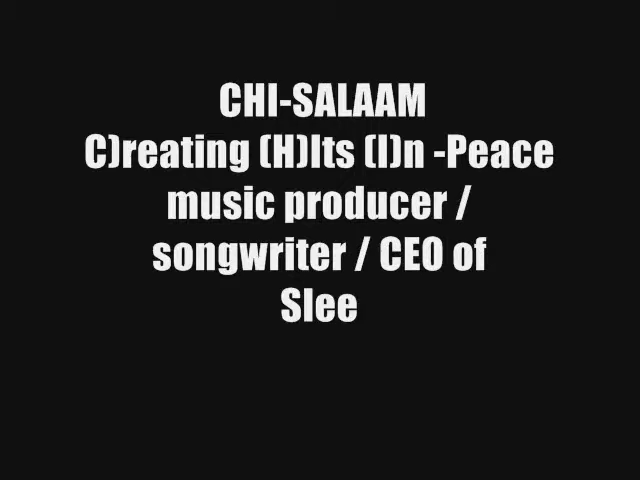 CHI-SALAAM
C)reating (H)Its (I)n -Peace
music producer /
songwriter / CEO of
Slee